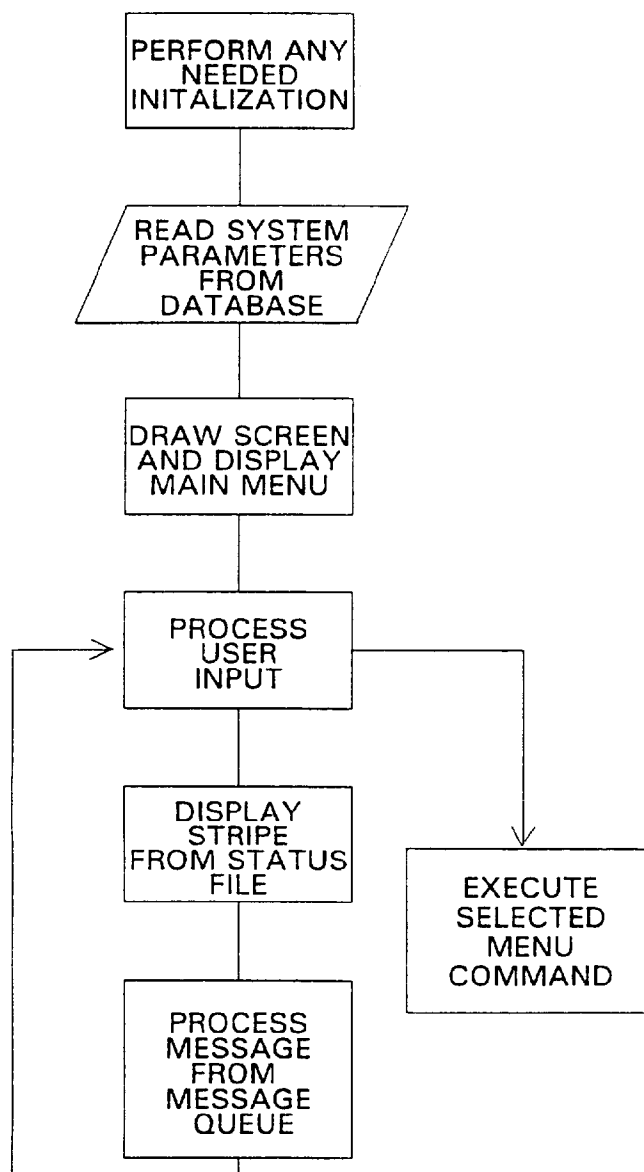 PERFORM ANY
NEEDED
INITALIZATION
READ SYSTEM
PARAMETERS
FROM
DATABASE
DRAW SCREEN
AND DISPLAY
MAIN MENU
PROCESS
USER
INPUT
DISPLAY
STRIPE
FROM STATUS
FILE
EXECUTE
SELECTED
MENU
COMMAND
PROCESS
MESSAGE
FROM
MESSAGE
QUEUE